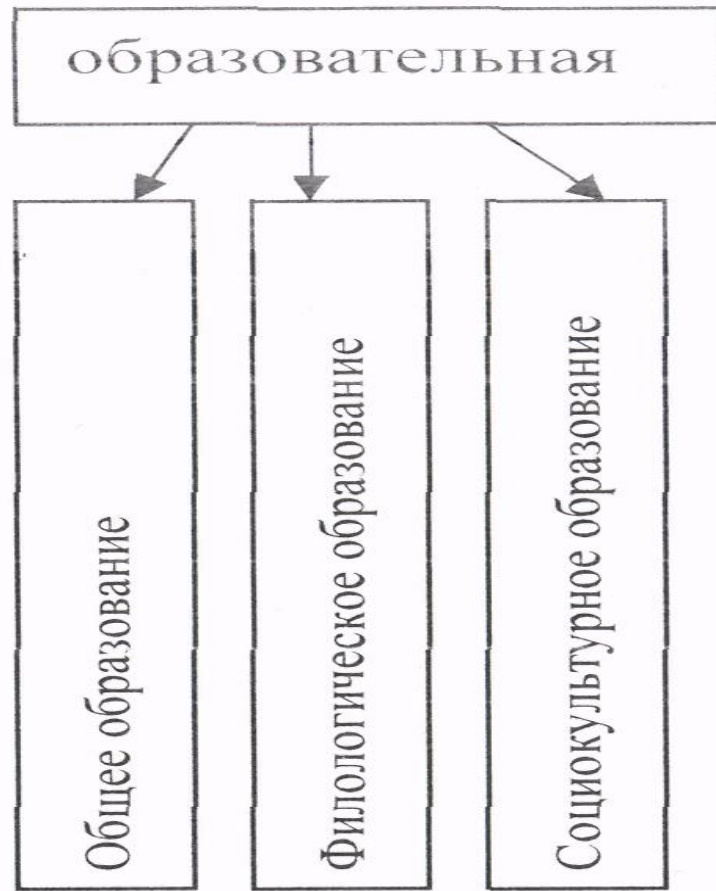 образовательная
Общее образование
Филологическое образование
Социокультурное образование